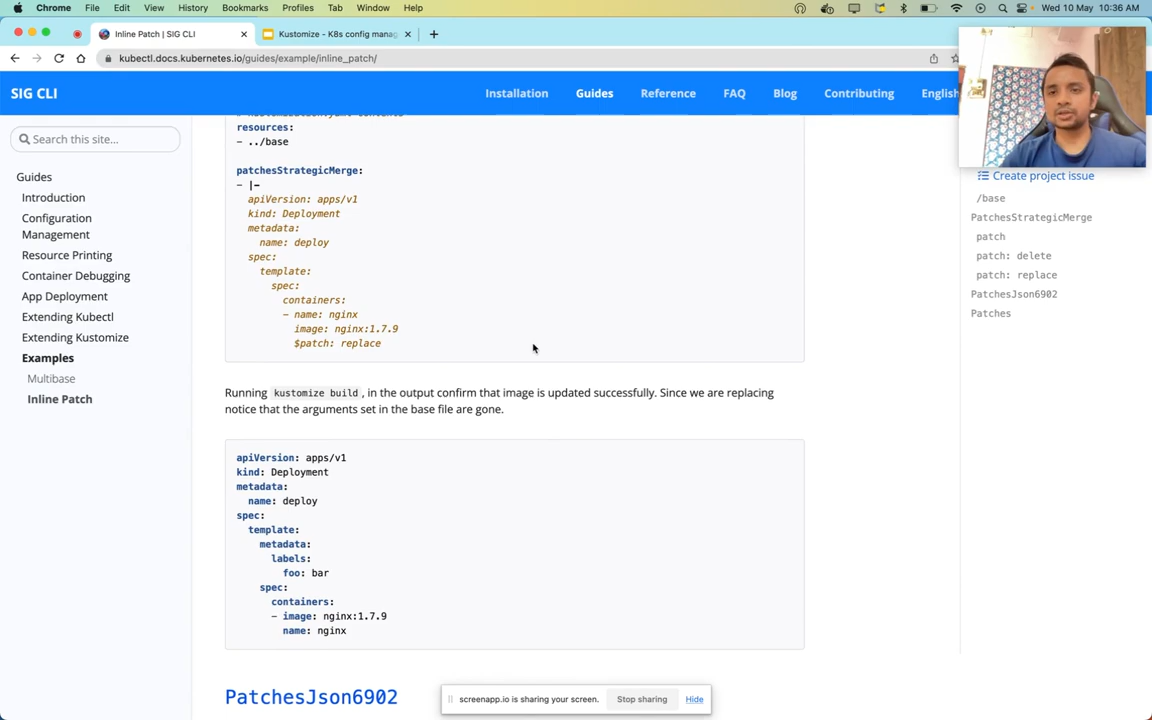 Chrome File Edit View History Bookmarks Profiles Tab Window Help Wed 10 May 10:36 AM
Inline Patch | SIG CLI Kustomize - K8s config mana
kubectl.docs.kubernetes.io/guides/example/inline_patch/
SIG CLI Installation Guides Reference FAQ Blog Contributing English
Search this site...
Guides
Introduction
Configuration
Management
Resource Printing
Container Debugging
App Deployment
Extending Kubectl
Extending Kustomize
Examples
Multibase
Inline Patch
resources:
- ../base
patchesStrategicMerge:
- |-
apiVersion: apps/v1
kind: Deployment
metadata:
name: deploy
spec:
template:
spec:
containers:
- name: nginx
image: nginx:1.7.9
$patch: replace
Running kustomize build, in the output confirm that image is updated successfully. Since we are replacing
notice that the arguments set in the base file are gone.
apiVersion: apps/v1
kind: Deployment
metadata:
name: deploy
spec:
template:
metadata:
labels:
foo: bar
spec:
containers:
- image: nginx:1.7.9
name: nginx
PatchesJson6902
Create project issue
/base
PatchesStrategicMerge
patch
patch: delete
patch: replace
PatchesJson6902
Patches
screenapp.io is sharing your screen. Stop sharing Hide